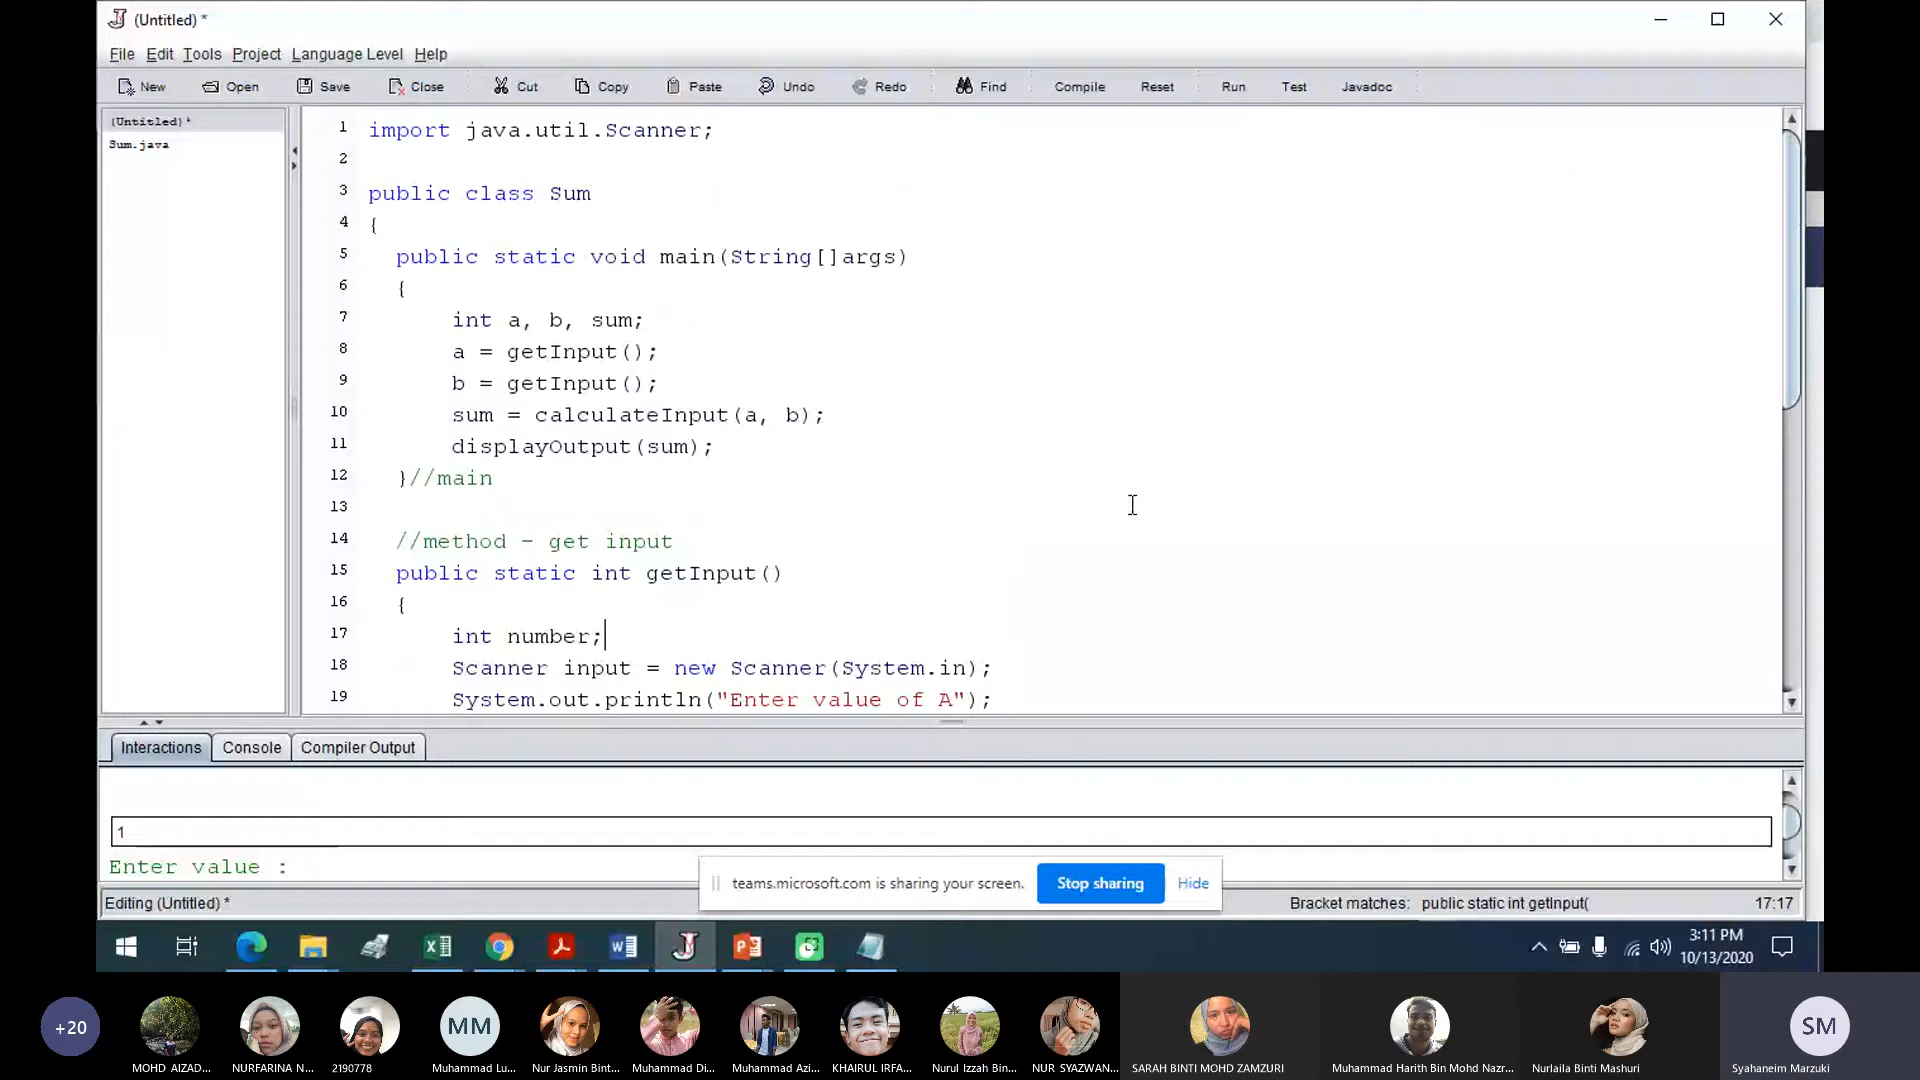 (Untitled) *
File Edit Tools Project Language Level Help
New Open Save Close Cut Copy Paste Undo Redo Find Compile Reset Run Test Javadoc
(Untitled)*
Sum.java
1 import java.util.Scanner;
2
3 public class Sum
4 {
5 public static void main(String[]args)
6 {
7 int a, b, sum;
8 a = getInput();
9 b = getInput();
10 sum = calculateInput(a, b);
11 displayOutput(sum);
12 }//main
13
14 //method - get input
15 public static int getInput()
16 {
17 int number;
18 Scanner input = new Scanner(System.in);
19 System.out.println("Enter value of A");
Interactions Console Compiler Output
1
Enter value :
teams.microsoft.com is sharing your screen. Stop sharing Hide
Editing (Untitled) * Bracket matches: public static int getInput( 17:17
3:11 PM
10/13/2020
+20 MM SM
MOHD AIZAD... NURFARINA N... 2190778 Muhammad Lu... Nur Jasmin Bint... Muhammad Di... Muhammad Azi... KHAIRUL IRFA... Nurul Izzah Bin... NUR SYAZWAN... SARAH BINTI MOHD ZAMZURI Muhammad Harith Bin Mohd Nazr... Nurlaila Binti Mashuri Syahaneim Marzuki